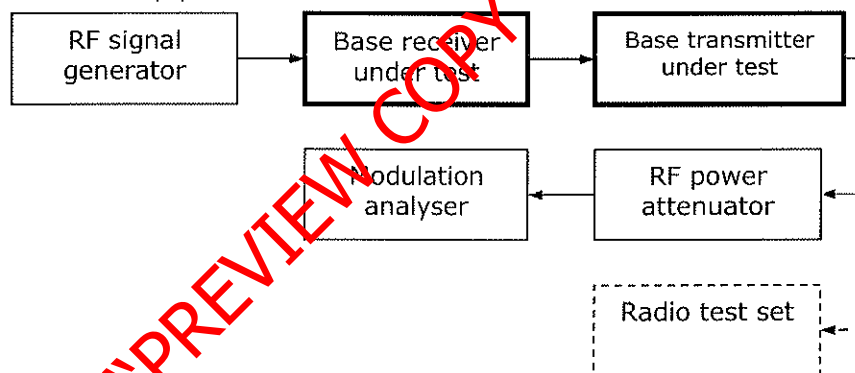 RF signal
generator
Base receiver
under test
Base transmitter
under test
Modulation
analyser
RF power
attenuator
Radio test set
PREVIEW COPY